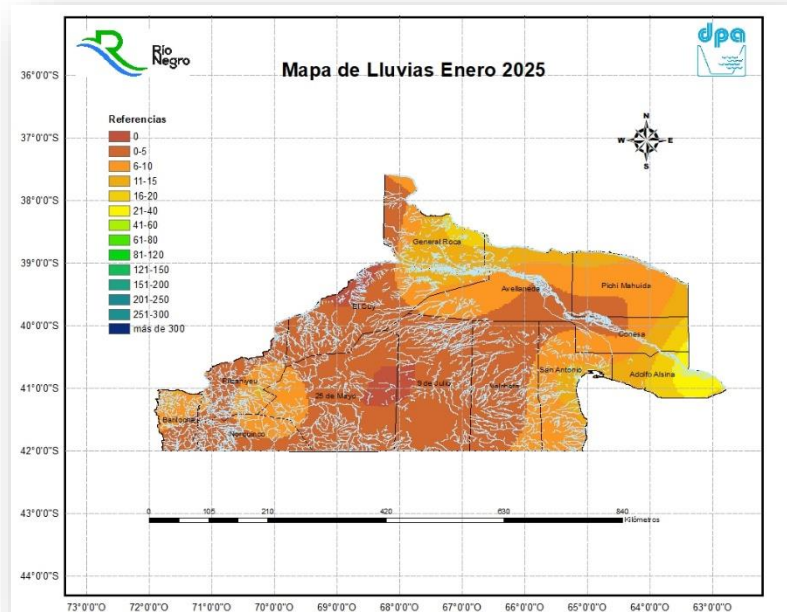 Río
Negro
dpa
Mapa de Lluvias Enero 2025
36°0'0"S
37°0'0"S
38°0'0"S
39°0'0"S
40°0'0"S
41°0'0"S
42°0'0"S
43°0'0"S
44°0'0"S
N
W
E
S
Referencias
0
0-5
6-10
11-15
16-20
21-40
41-60
61-80
81-120
121-150
151-200
201-250
251-300
más de 300
General Roca
Avellaneda
Pichi Mahuida
El Cuy
Conesa
San Antonio
Adolfo Alsina
Pilcaniyeu
25 de Mayo
9 de Julio
Valcheta
Bariloche
Norquinco
0
105
210
420
630
840
Kilómetros
73°0'0"O
72°0'0"O
71°0'0"O
70°0'0"O
69°0'0"O
68°0'0"O
67°0'0"O
66°0'0"O
65°0'0"O
64°0'0"O
63°0'0"O